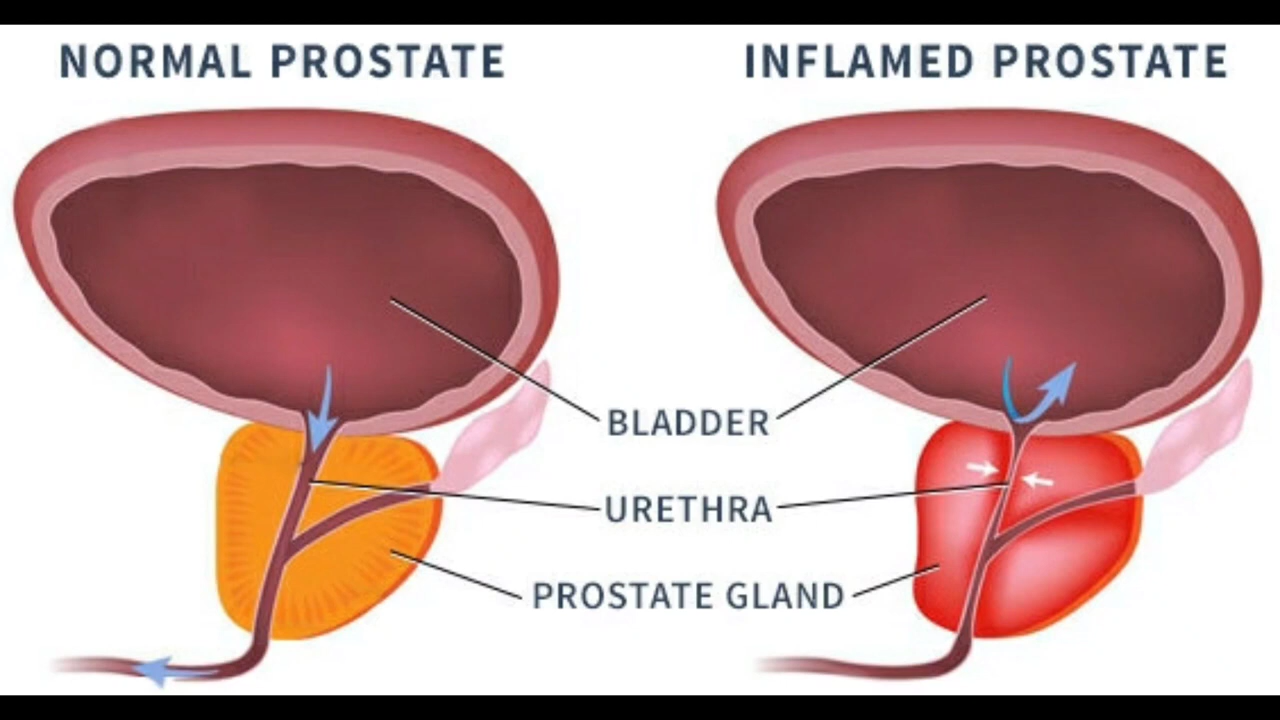 NORMAL PROSTATE
INFLAMED PROSTATE
BLADDER
URETHRA
PROSTATE GLAND